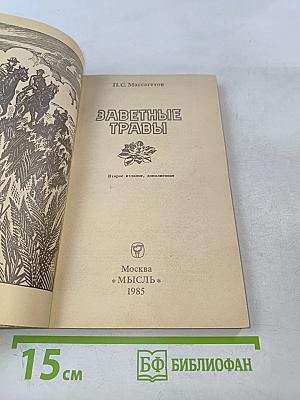 П. С. Массагетов
ЗАВЕТНЫЕ
ТРАВЫ
Второе издание, дополненное
Москва
«МЫСЛЬ»
1985
15 см
БФ БИБЛИОФАН